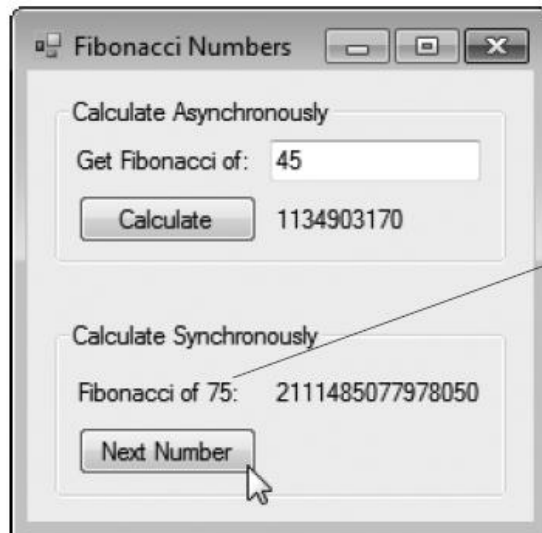 Fibonacci Numbers
Calculate Asynchronously
Get Fibonacci of: 45
Calculate 1134903170
Calculate Synchronously
Fibonacci of 75: 2111485077978050
Next Number